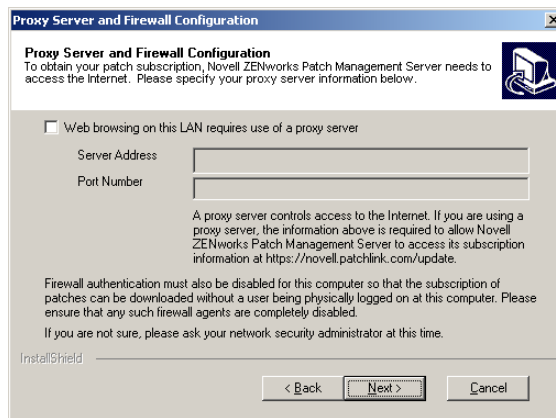 Proxy Server and Firewall Configuration
Proxy Server and Firewall Configuration
To obtain your patch subscription, Novell ZENworks Patch Management Server needs to
access the Internet. Please specify your proxy server information below.
Web browsing on this LAN requires use of a proxy server
Server Address
Port Number
A proxy server controls access to the Internet. If you are using a
proxy server, the information above is required to allow Novell
ZENworks Patch Management Server to access its subscription
information at https://novell.patchlink.com/update.
Firewall authentication must also be disabled for this computer so that the subscription of
patches can be downloaded without a user being physically logged on at this computer. Please
ensure that any such firewall agents are completely disabled.
If you are not sure, please ask your network security administrator at this time.
InstallShield
< Back
Next >
Cancel